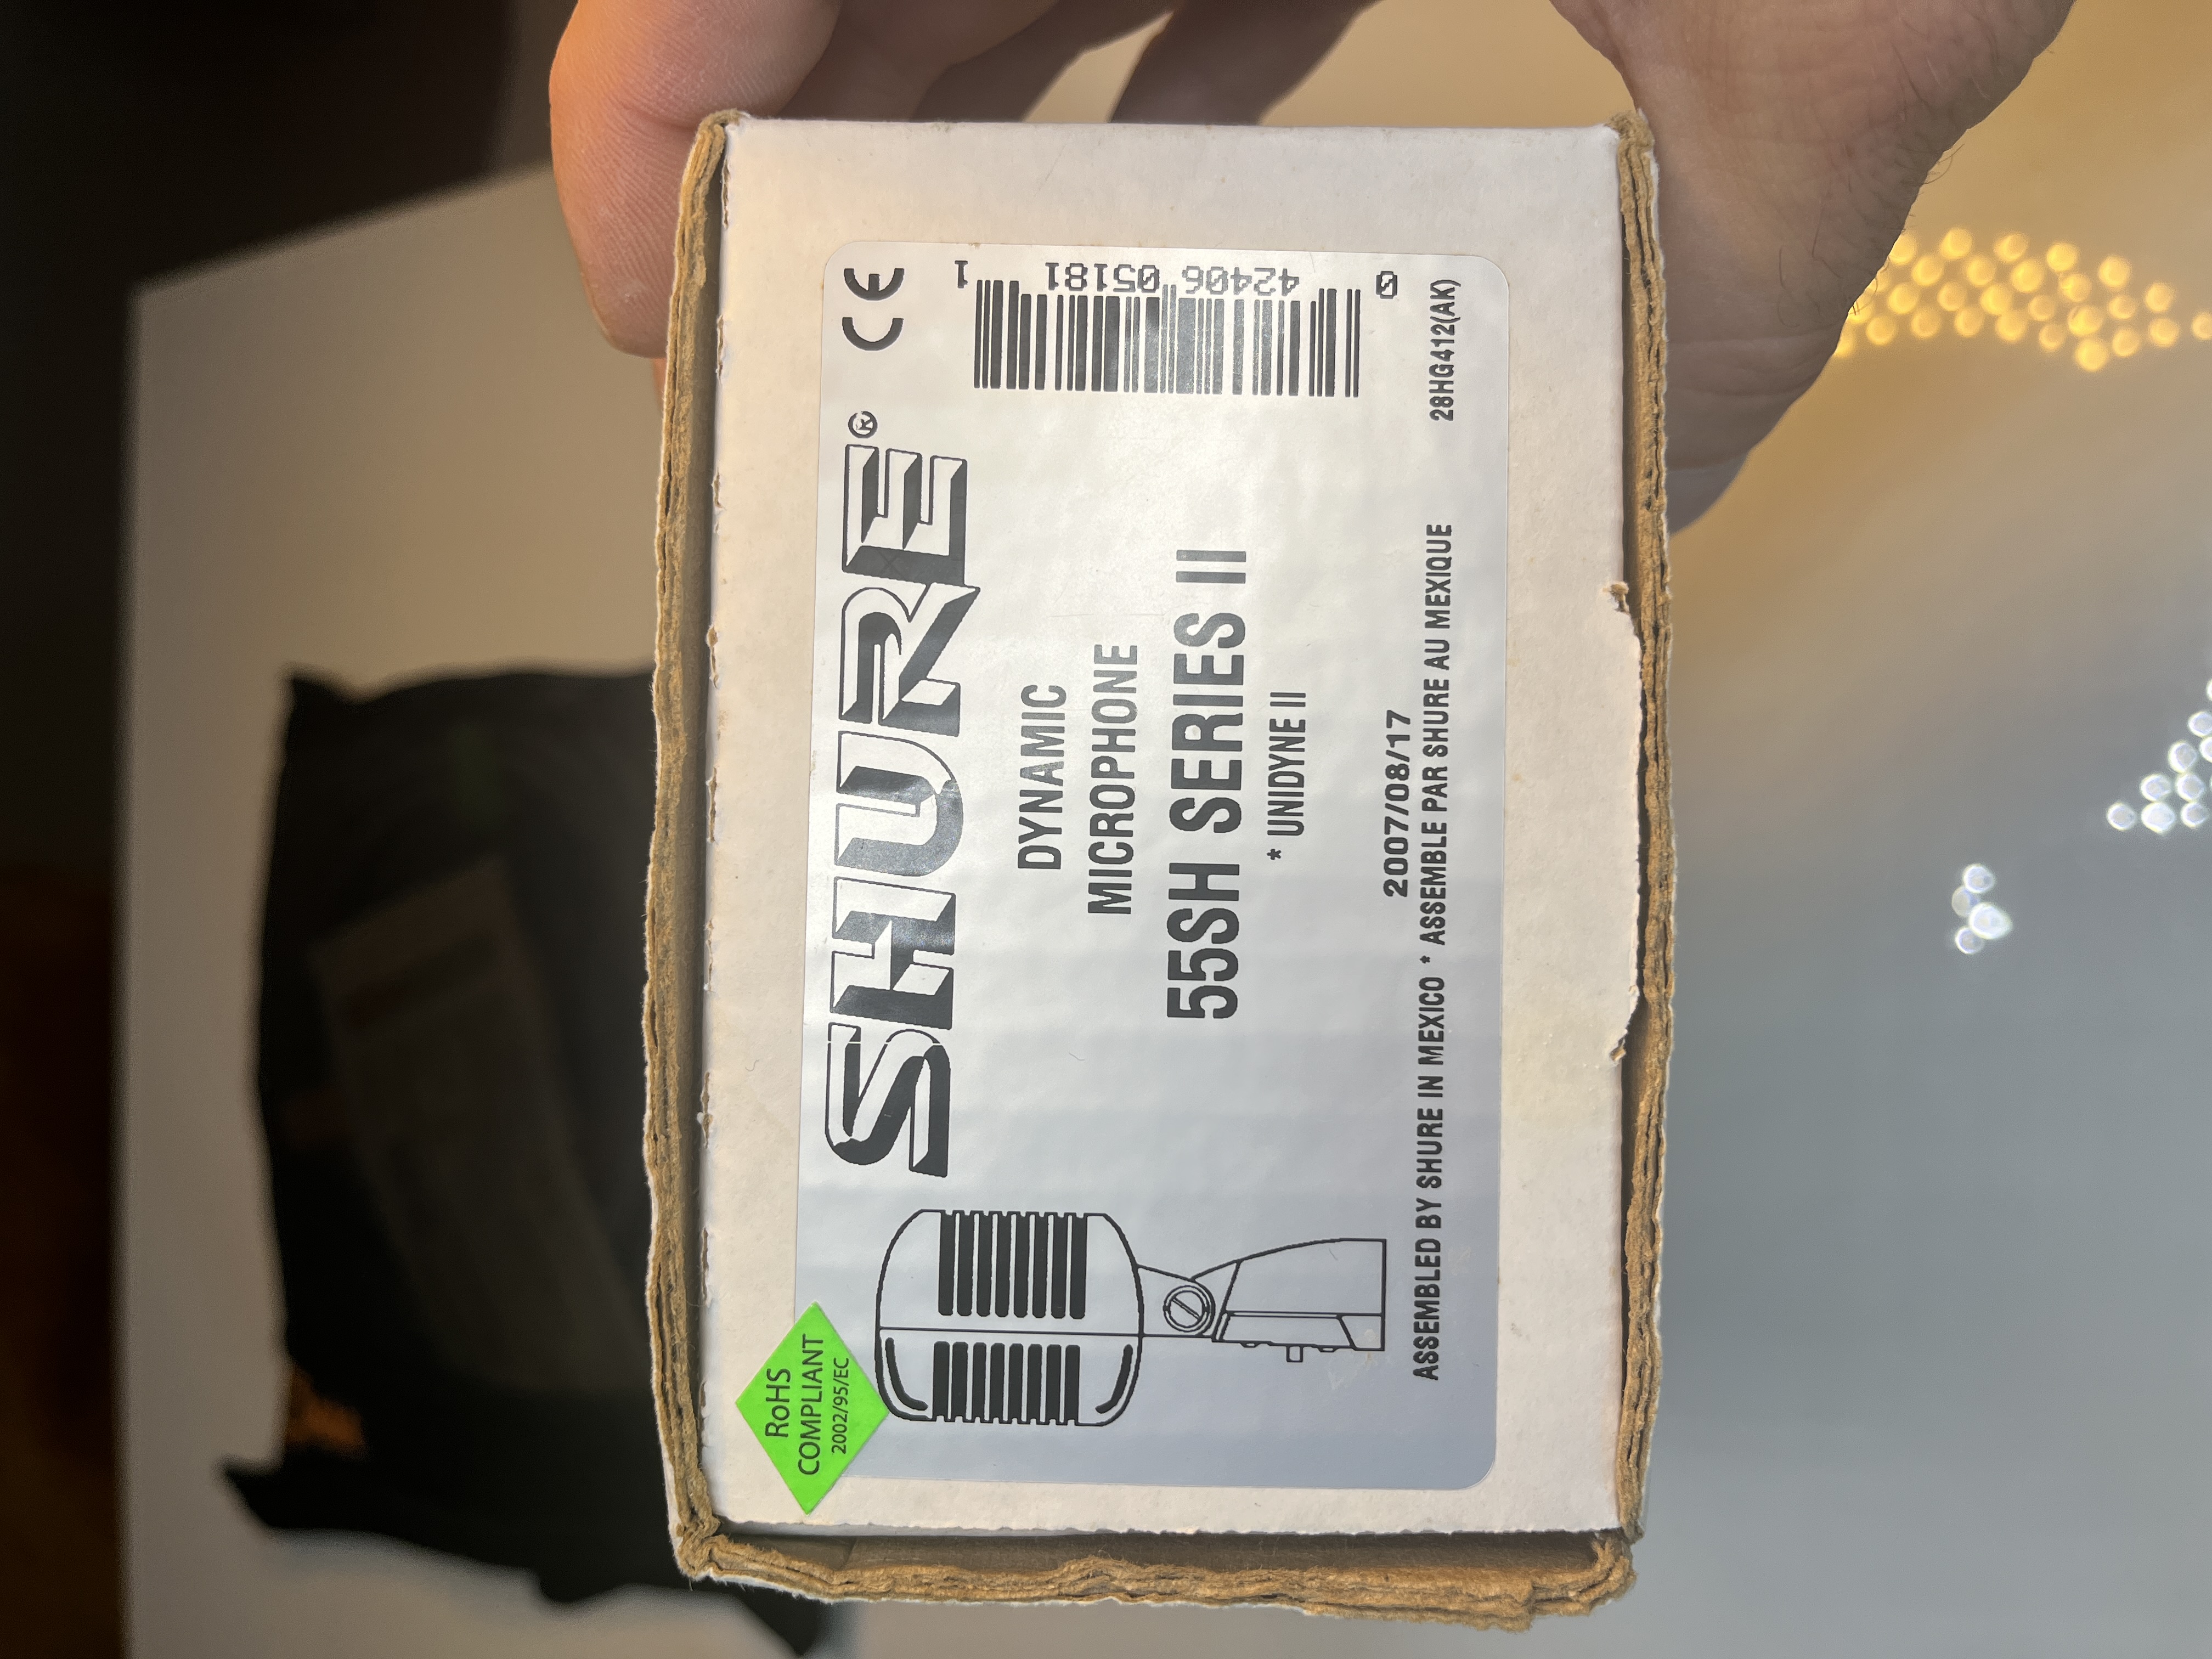 RoHS
COMPLIANT
2002/95/EC
SHURE®
CE
DYNAMIC
MICROPHONE
55SH SERIES II
* UNIDYNE II
0 42406 05181 1
2007/08/17
ASSEMBLED BY SHURE IN MEXICO * ASSEMBLE PAR SHURE AU MEXIQUE
28HG412(AK)